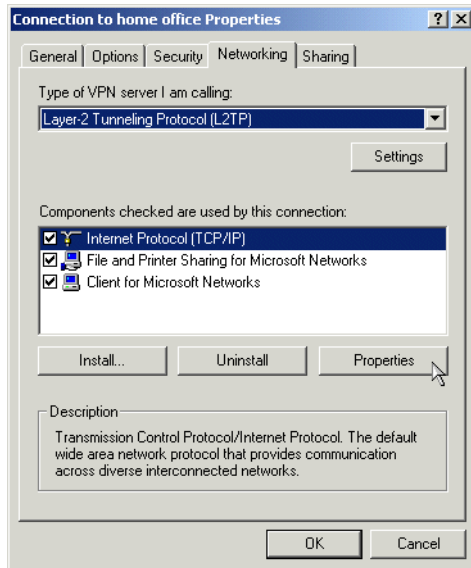 Connection to home office Properties
General Options Security Networking Sharing
Type of VPN server I am calling:
Layer-2 Tunneling Protocol (L2TP)
Settings
Components checked are used by this connection:
Internet Protocol (TCP/IP)
File and Printer Sharing for Microsoft Networks
Client for Microsoft Networks
Install... Uninstall Properties
Description
Transmission Control Protocol/Internet Protocol. The default
wide area network protocol that provides communication
across diverse interconnected networks.
OK Cancel